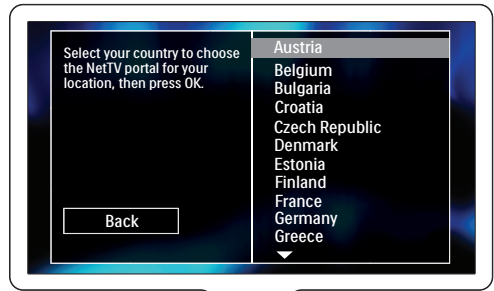 Select your country to choose
the NetTV portal for your
location, then press OK.
Back
Austria
Belgium
Bulgaria
Croatia
Czech Republic
Denmark
Estonia
Finland
France
Germany
Greece